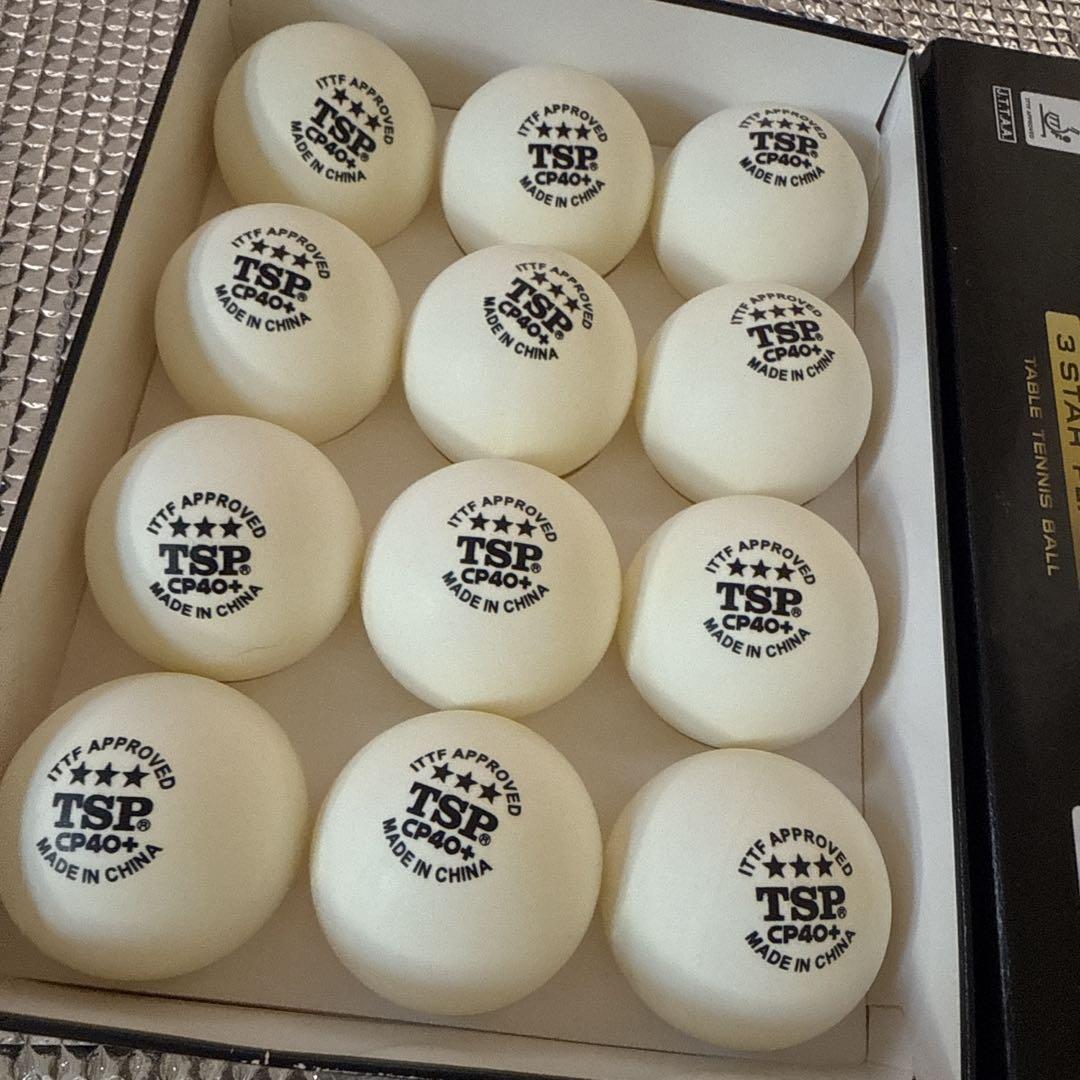 ITTF APPROVED
★★★
TSP®
CP40+
MADE IN CHINA
ITTF APPROVED
★★★
TSP®
CP40+
MADE IN CHINA
ITTF APPROVED
★★★
TSP®
CP40+
MADE IN CHINA
ITTF APPROVED
★★★
TSP®
CP40+
MADE IN CHINA
ITTF APPROVED
★★★
TSP®
CP40+
MADE IN CHINA
ITTF APPROVED
★★★
TSP®
CP40+
MADE IN CHINA
ITTF APPROVED
★★★
TSP®
CP40+
MADE IN CHINA
ITTF APPROVED
★★★
TSP®
CP40+
MADE IN CHINA
ITTF APPROVED
★★★
TSP®
CP40+
MADE IN CHINA
ITTF APPROVED
★★★
TSP®
CP40+
MADE IN CHINA
ITTF APPROVED
★★★
TSP®
CP40+
MADE IN CHINA
ITTF APPROVED
★★★
TSP®
CP40+
MADE IN CHINA
J.T.T.A.A.
ITTF APPROVED
3 STAR
TABLE TENNIS BALL